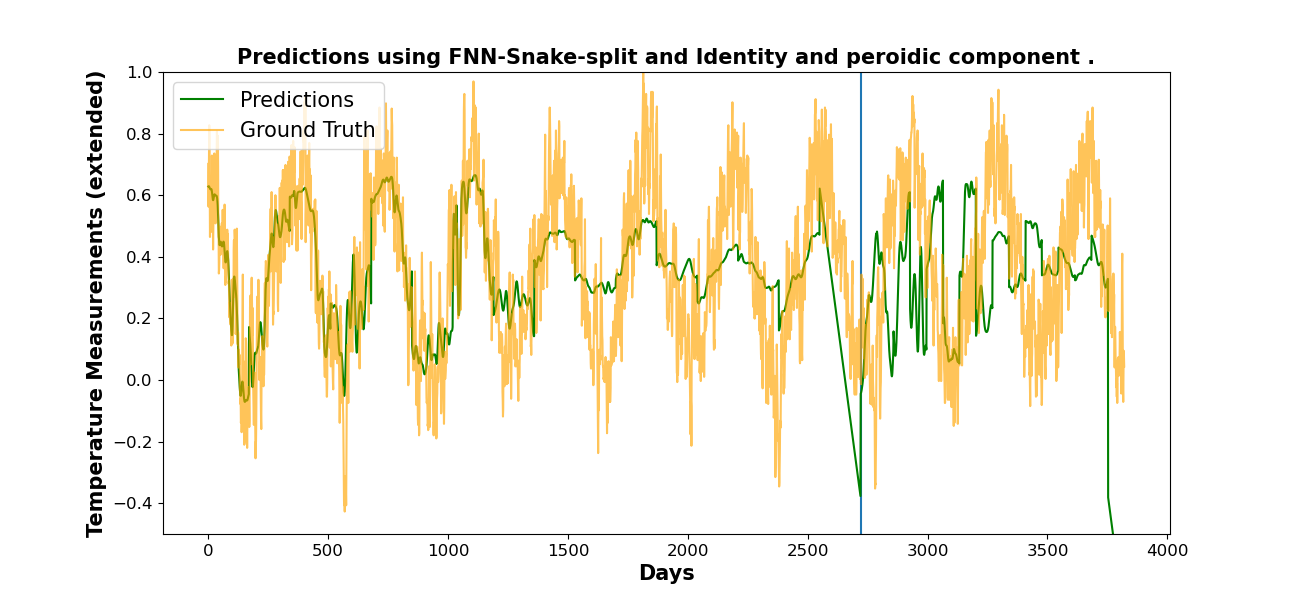 Predictions using FNN-Snake-split and Identity and peroidic component .
Temperature Measurements (extended)
1.0
0.8
0.6
0.4
0.2
0.0
−0.2
−0.4
Predictions
Ground Truth
0 500 1000 1500 2000 2500 3000 3500 4000
Days